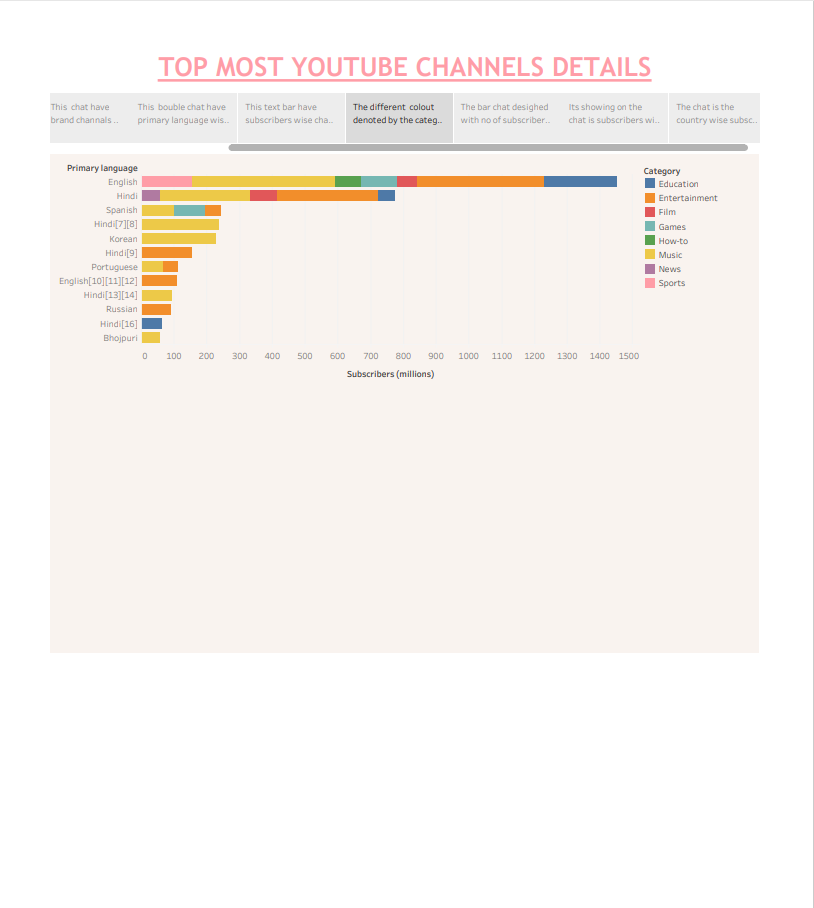 TOP MOST YOUTUBE CHANNELS DETAILS
This chat have
brand channels ..
This bouble chat have
primary language wis..
This text bar have
subscribers wise cha..
The different colout
denoted by the categ..
The bar chat desighed
with no of subscriber..
Its showing on the
chat is subscribers wi..
The chat is the
country wise subsc..
Primary language
English
Hindi
Spanish
Hindi[7][8]
Korean
Hindi[9]
Portuguese
English[10][11][12]
Hindi[13][14]
Russian
Hindi[16]
Bhojpuri
0 100 200 300 400 500 600 700 800 900 1000 1100 1200 1300 1400 1500
Subscribers (millions)
Category
Education
Entertainment
Film
Games
How-to
Music
News
Sports